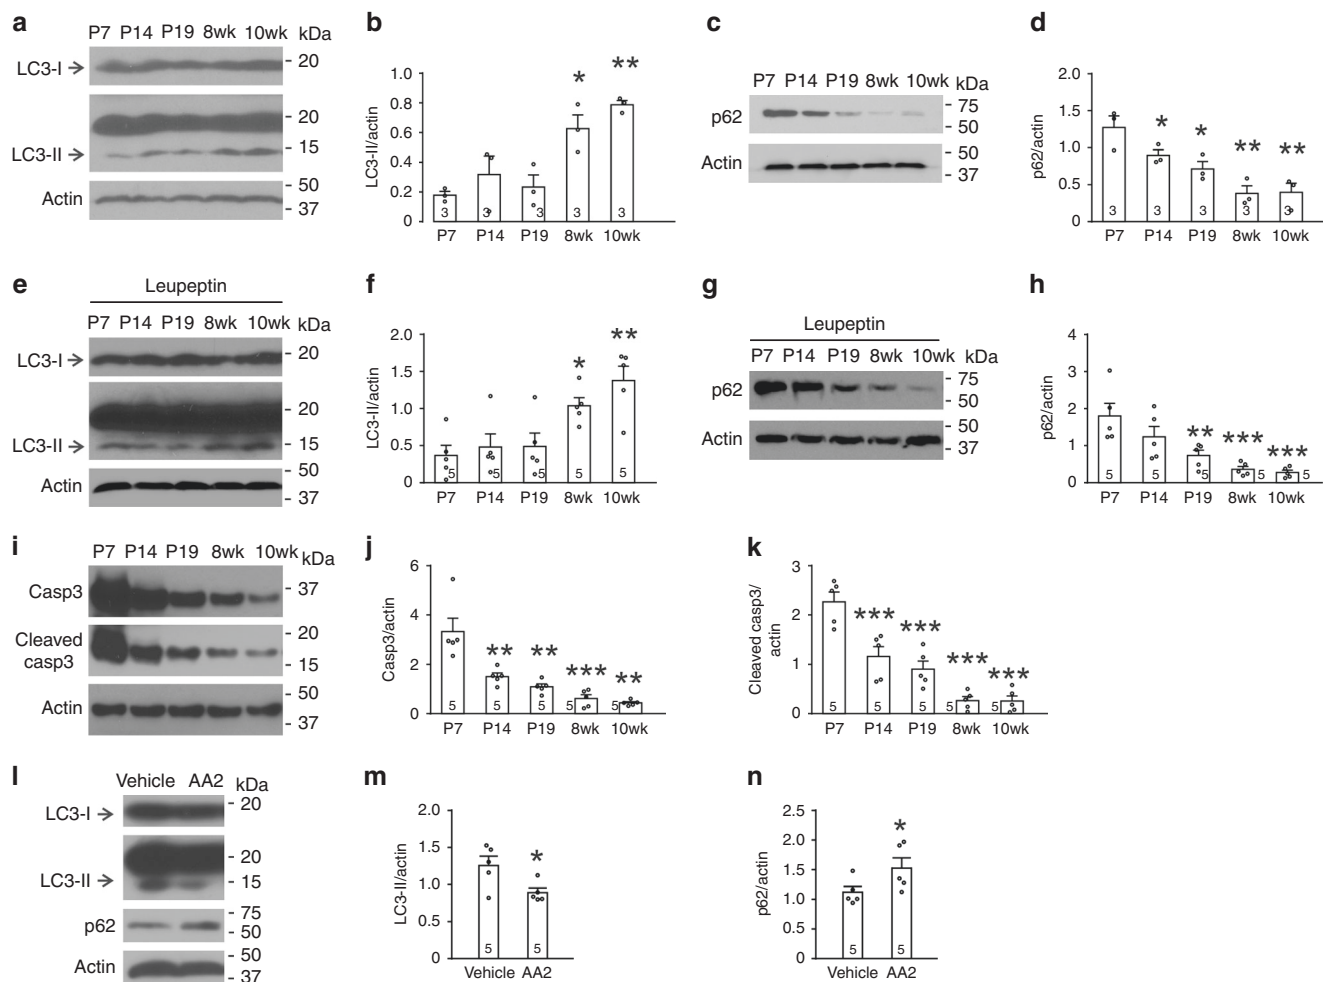 a
P7 P14 P19 8wk 10wk kDa
LC3-I
- 20
- 20
LC3-II
- 15
Actin
- 50
- 37
b
LC3-II/actin
1.0
0.8
0.6
0.4
0.2
0
* **
3 3 3 3 3
P7 P14 P19 8wk 10wk
c
P7 P14 P19 8wk 10wk kDa
p62
- 75
- 50
Actin
- 50
- 37
d
p62/actin
2.0
1.5
1.0
0.5
0
* * ** **
3 3 3 3 3
P7 P14 P19 8wk 10wk
e
Leupeptin
P7 P14 P19 8wk 10wk kDa
LC3-I
- 20
- 20
LC3-II
- 15
Actin
- 50
- 37
f
LC3-II/actin
2.0
1.5
1.0
0.5
0
* **
5 5 5 5 5
P7 P14 P19 8wk 10wk
g
Leupeptin
P7 P14 P19 8wk 10wk kDa
p62
- 75
- 50
Actin
- 50
- 37
h
p62/actin
4
3
2
1
0
** *** ***
5 5 5 5 5
P7 P14 P19 8wk 10wk
i
P7 P14 P19 8wk 10wk kDa
Casp3
- 37
Cleaved
casp3
- 20
- 15
Actin
- 50
- 37
j
Casp3/actin
6
4
2
0
** ** *** **
5 5 5 5 5
P7 P14 P19 8wk 10wk
k
Cleaved casp3/
actin
3
2
1
0
*** *** *** ***
5 5 5 5 5
P7 P14 P19 8wk 10wk
l
Vehicle AA2 kDa
LC3-I
- 20
- 20
LC3-II
- 15
p62
- 75
- 50
Actin
- 50
- 37
m
LC3-II/actin
2.0
1.5
1.0
0.5
0
*
5 5
Vehicle AA2
n
p62/actin
2.5
2.0
1.5
1.0
0.5
0
*
5 5
Vehicle AA2